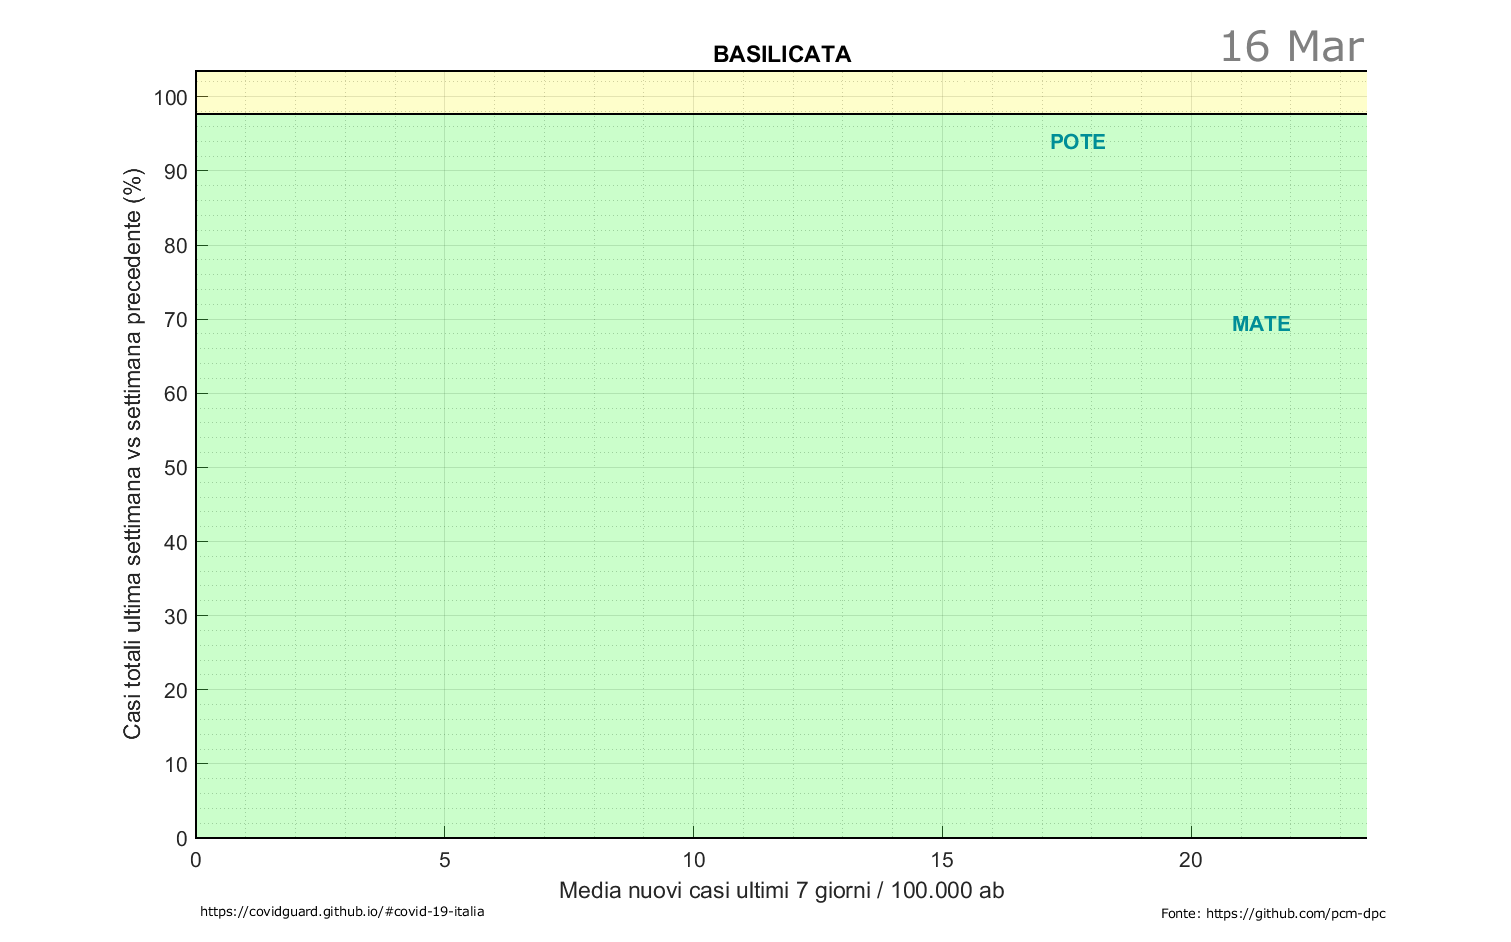 16 Mar
BASILICATA
100
90
80
70
60
50
40
30
20
10
0
Casi totali ultima settimana vs settimana precedente (%)
POTE
MATE
0 5 10 15 20
Media nuovi casi ultimi 7 giorni / 100.000 ab
https://covidguard.github.io/#covid-19-italia
Fonte: https://github.com/pcm-dpc